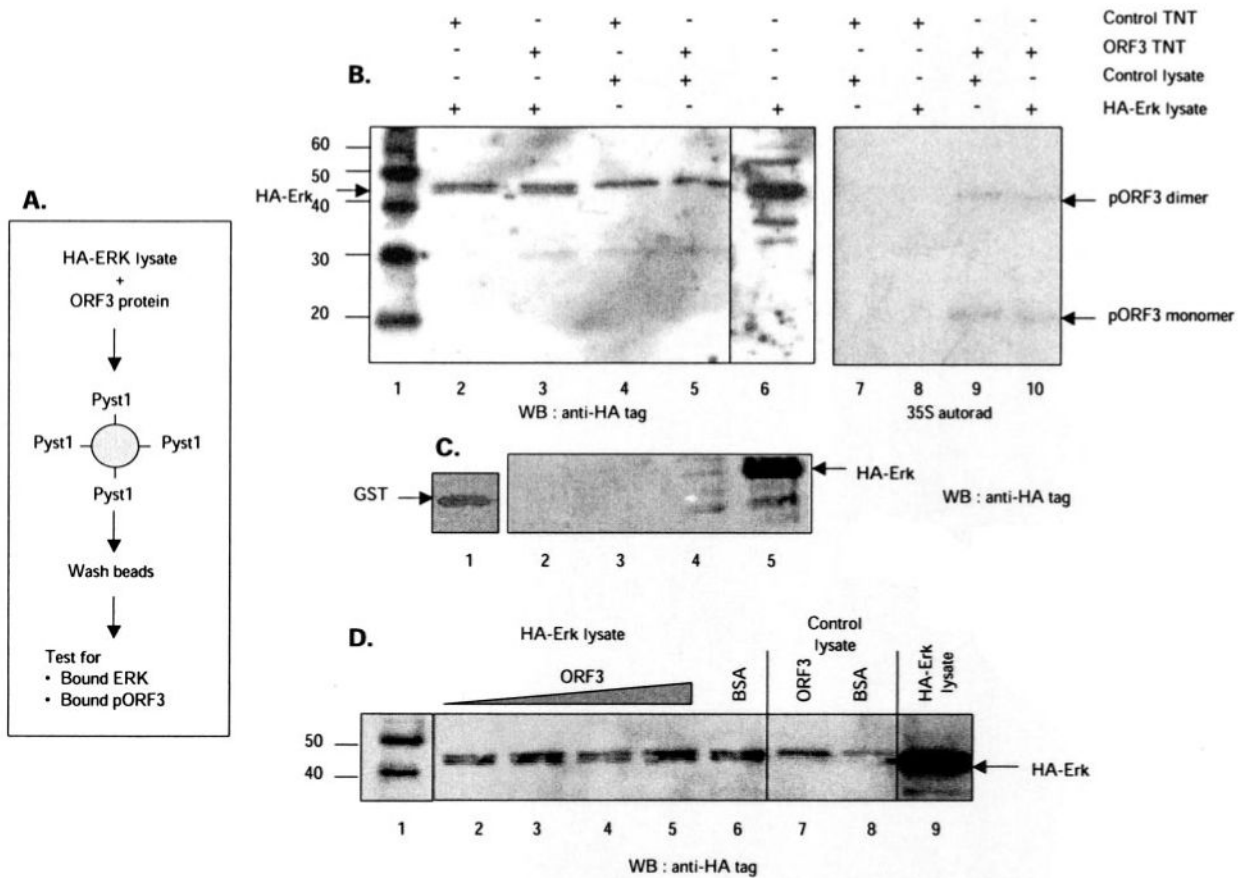 + - + - - + + - - Control TNT
- + - + - - - + + ORF3 TNT
- - + + - + - + - Control lysate
+ + - - + - + - + HA-Erk lysate
B.
60
50
HA-Erk
40
30
20
pORF3 dimer
pORF3 monomer
1 2 3 4 5 6 7 8 9 10
WB : anti-HA tag
35S autorad
A.
HA-ERK lysate
+
ORF3 protein
Pyst1
Pyst1 Pyst1
Pyst1
Wash beads
Test for
• Bound ERK
• Bound pORF3
C.
GST
HA-Erk
WB : anti-HA tag
1 2 3 4 5
D.
HA-Erk lysate
Control
lysate
ORF3
BSA
ORF3
BSA
HA-Erk
lysate
50
40
HA-Erk
1 2 3 4 5 6 7 8 9
WB : anti-HA tag